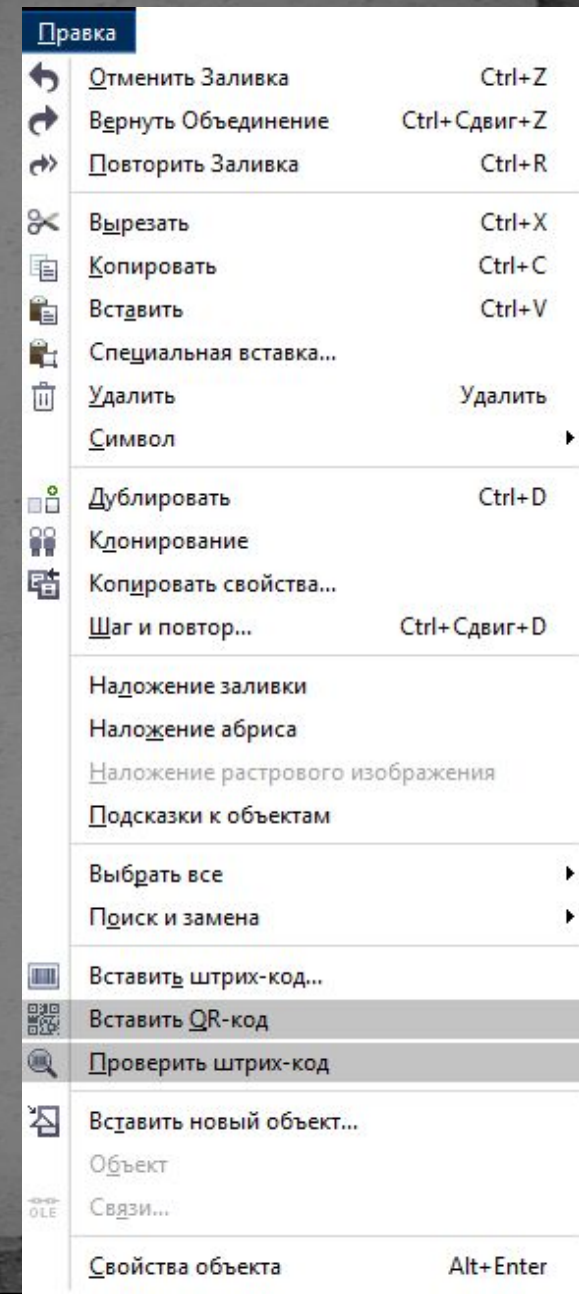 Правка
Отменить Заливка Ctrl+Z
Вернуть Объединение Ctrl+Сдвиг+Z
Повторить Заливка Ctrl+R
Вырезать Ctrl+X
Копировать Ctrl+C
Вставить Ctrl+V
Специальная вставка...
Удалить Удалить
Символ
Дублировать Ctrl+D
Клонирование
Копировать свойства...
Шаг и повтор... Ctrl+Сдвиг+D
Наложение заливки
Наложение абриса
Наложение растрового изображения
Подсказки к объектам
Выбрать все
Поиск и замена
Вставить штрих-код...
Вставить QR-код
Проверить штрих-код
Вставить новый объект...
Объект
OLE Связи...
Свойства объекта Alt+Enter